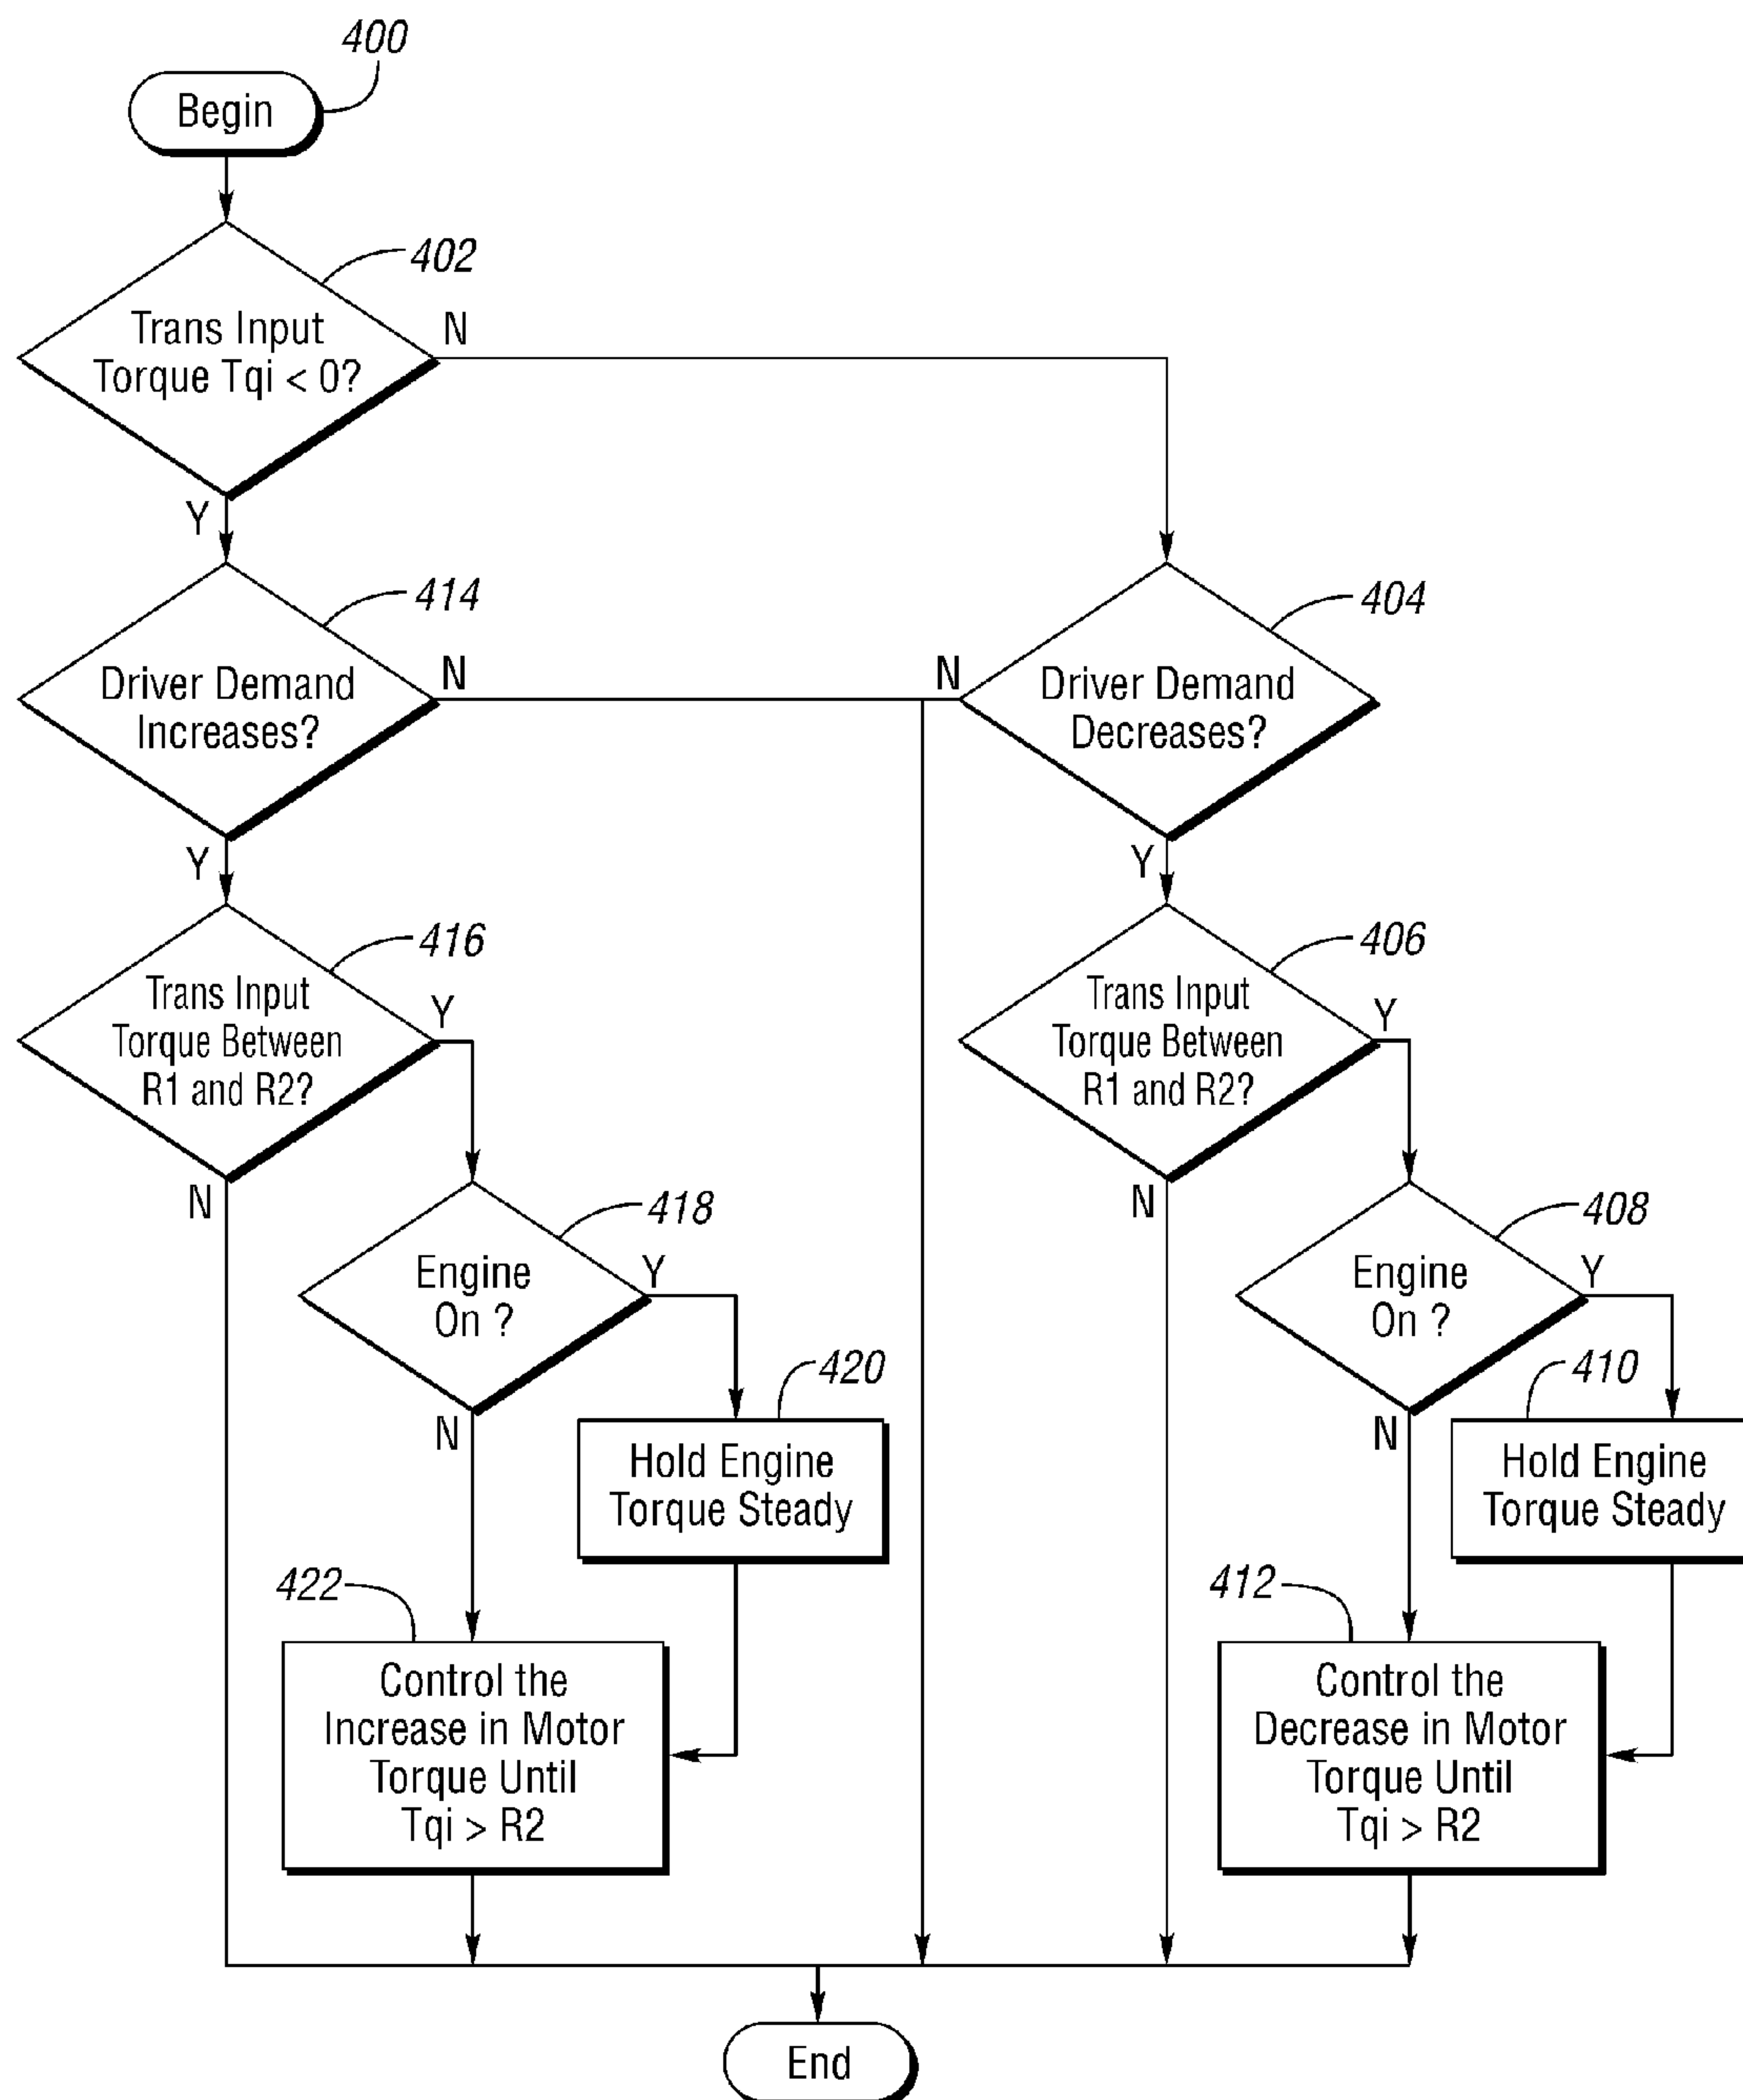 400
Begin
402
Trans Input
Torque Tqi < 0?
N
Y
414
Driver Demand
Increases?
N
Y
404
Driver Demand
Decreases?
N
Y
416
Trans Input
Torque Between
R1 and R2?
Y
N
406
Trans Input
Torque Between
R1 and R2?
Y
N
418
Engine
On ?
Y
N
408
Engine
On ?
Y
N
420
Hold Engine
Torque Steady
410
Hold Engine
Torque Steady
422
Control the
Increase in Motor
Torque Until
Tqi > R2
412
Control the
Decrease in Motor
Torque Until
Tqi > R2
End